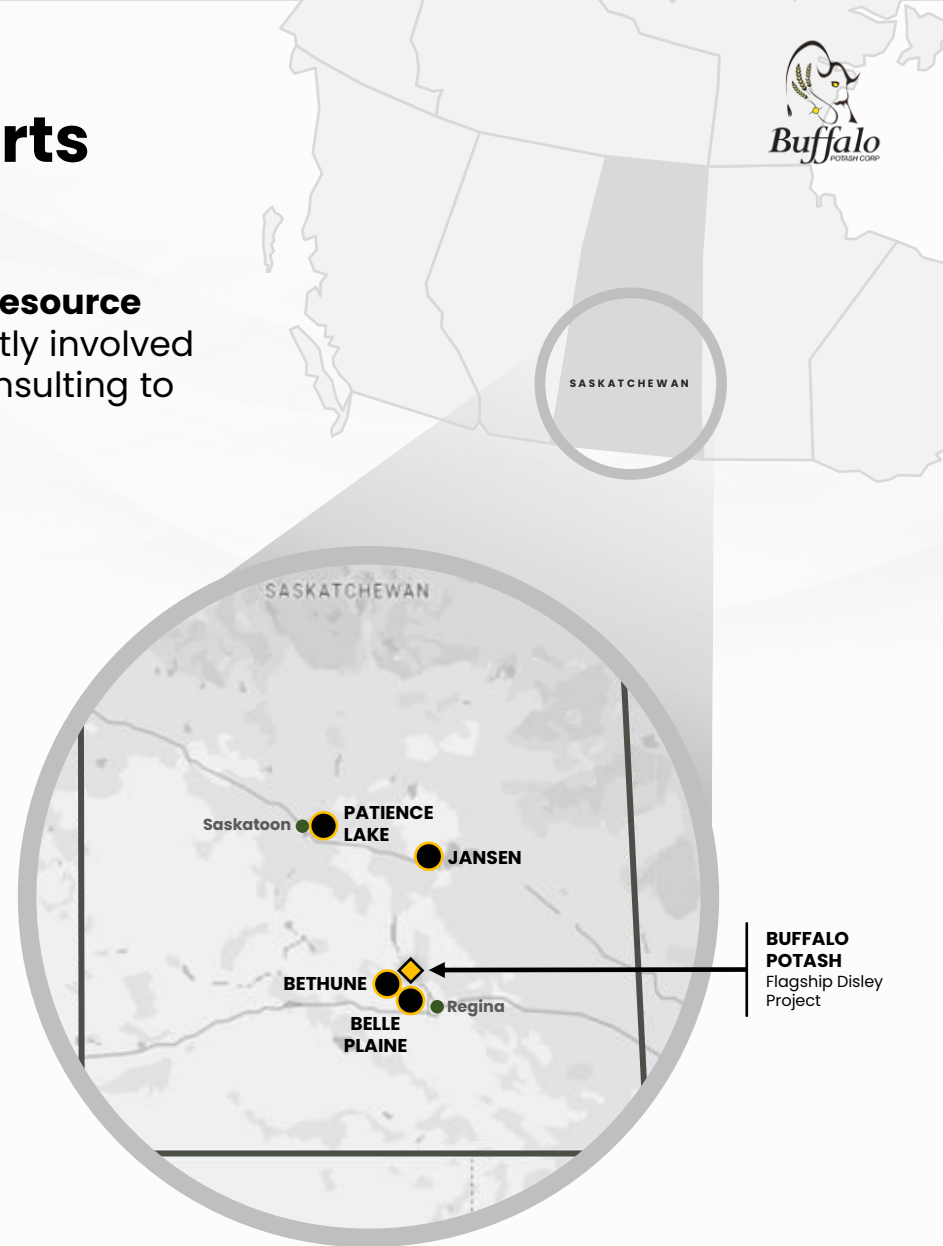 rts
Buffalo
POTASH CORP
esource
tly involved
nsulting to
SASKATCHEWAN
SASKATCHEWAN
Saskatoon
PATIENCE
LAKE
JANSEN
BUFFALO
POTASH
Flagship Disley
Project
BETHUNE
Regina
BELLE
PLAINE